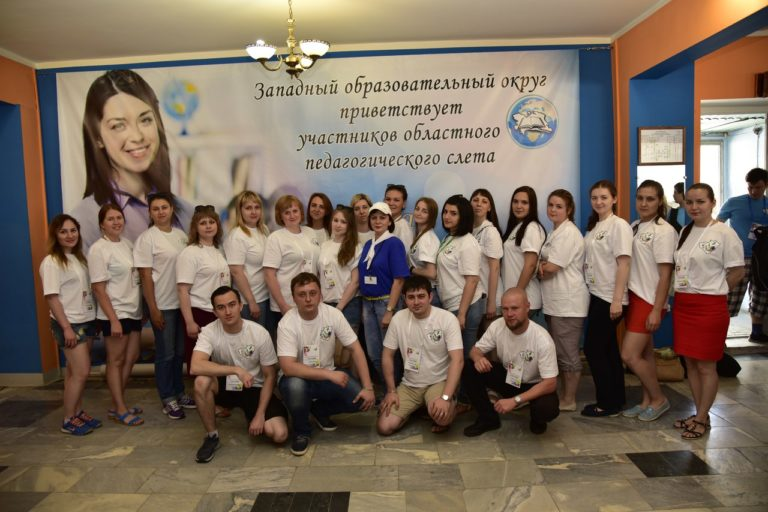 Западный образовательный округ
приветствует
участников областного
педагогического слета